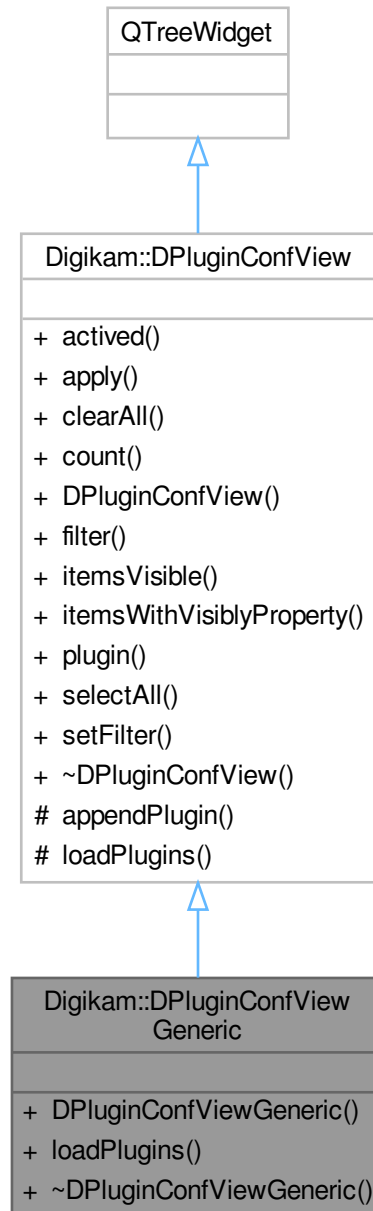 QTreeWidget
Digikam::DPluginConfView
+ actived()
+ apply()
+ clearAll()
+ count()
+ DPluginConfView()
+ filter()
+ itemsVisible()
+ itemsWithVisiblyProperty()
+ plugin()
+ selectAll()
+ setFilter()
+ ~DPluginConfView()
# appendPlugin()
# loadPlugins()
Digikam::DPluginConfView
Generic
+ DPluginConfViewGeneric()
+ loadPlugins()
+ ~DPluginConfViewGeneric()